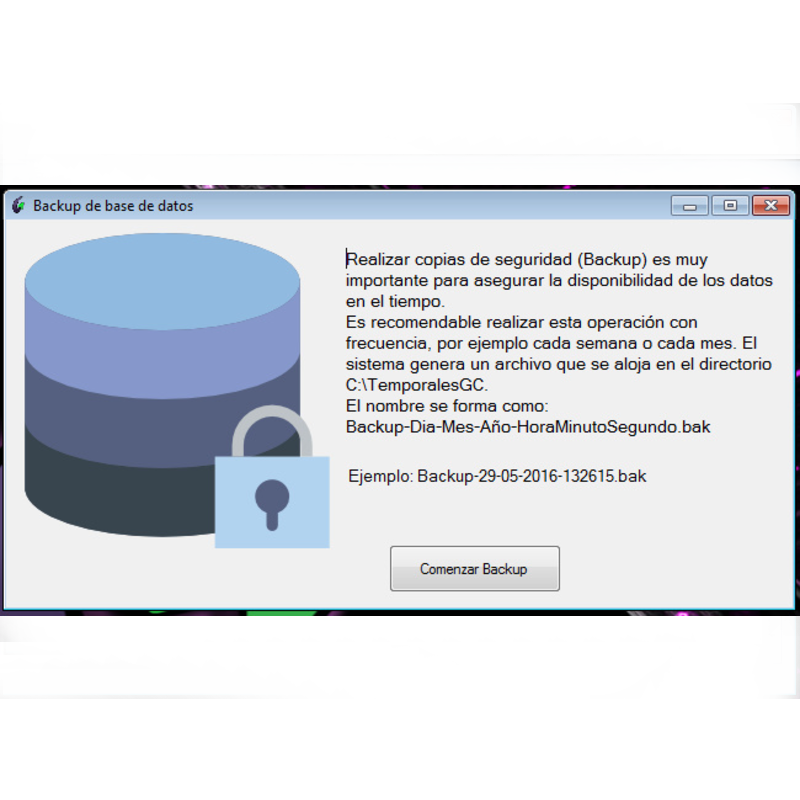 Backup de base de datos
Realizar copias de seguridad (Backup) es muy
importante para asegurar la disponibilidad de los datos
en el tiempo.
Es recomendable realizar esta operación con
frecuencia, por ejemplo cada semana o cada mes. El
sistema genera un archivo que se aloja en el directorio
C:\TemporalesGC.
El nombre se forma como:
Backup-Dia-Mes-Año-HoraMinutoSegundo.bak
Ejemplo: Backup-29-05-2016-132615.bak
Comenzar Backup